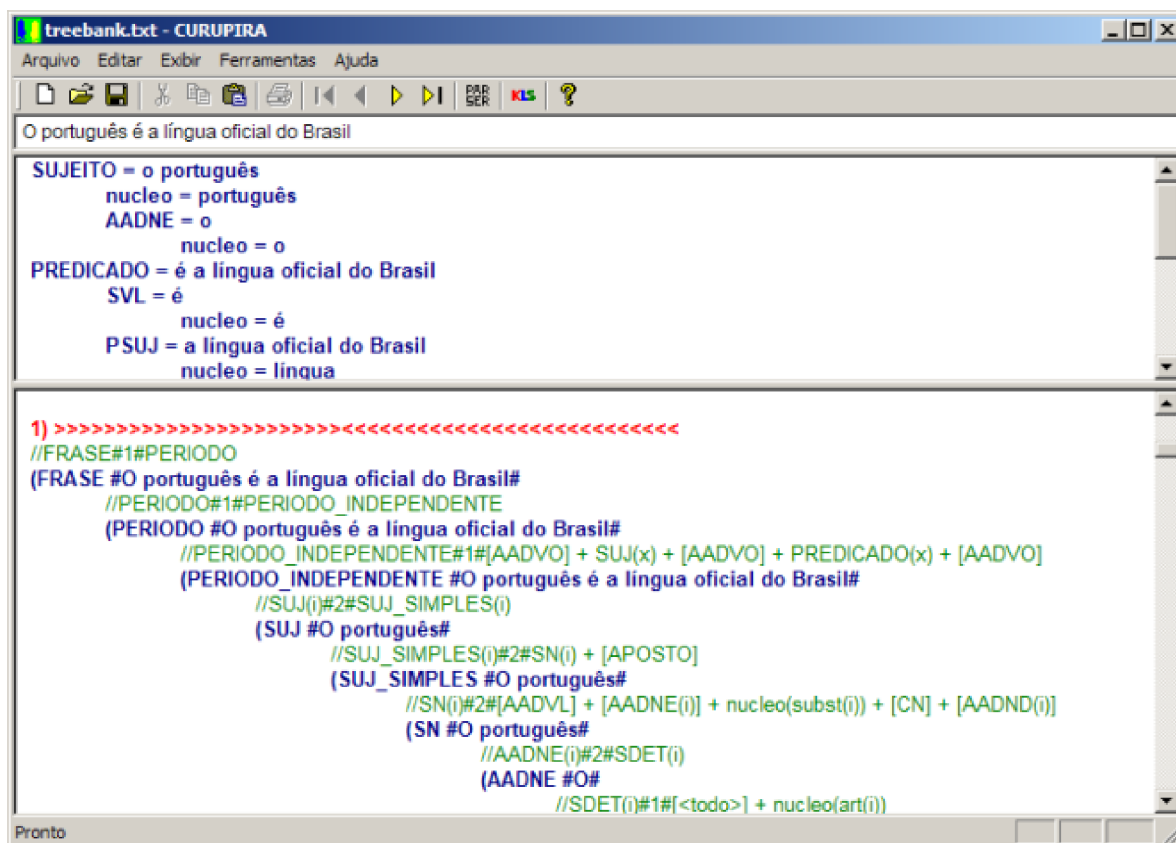 treebank.txt - CURUPIRA
Arquivo Editar Exibir Ferramentas Ajuda
PAR SER KLS ?
O português é a língua oficial do Brasil
SUJEITO = o português
nucleo = português
AADNE = o
nucleo = o
PREDICADO = é a língua oficial do Brasil
SVL = é
nucleo = é
PSUJ = a língua oficial do Brasil
nucleo = língua
1) >>>>>>>>>>>>>>>>>>>>>>><<<<<<<<<<<<<<<<<<<<<<<<<<<
//FRASE#1#PERIODO
(FRASE #O português é a língua oficial do Brasil#
//PERIODO#1#PERIODO_INDEPENDENTE
(PERIODO #O português é a língua oficial do Brasil#
//PERIODO_INDEPENDENTE#1#[AADVO] + SUJ(x) + [AADVO] + PREDICADO(x) + [AADVO]
(PERIODO_INDEPENDENTE #O português é a língua oficial do Brasil#
//SUJ(i)#2#SUJ_SIMPLES(i)
(SUJ #O português#
//SUJ_SIMPLES(i)#2#SN(i) + [APOSTO]
(SUJ_SIMPLES #O português#
//SN(i)#2#[AADVL] + [AADNE(i)] + nucleo(subst(i)) + [CN] + [AADND(i)]
(SN #O português#
//AADNE(i)#2#SDET(i)
(AADNE #O#
//SDET(i)#1#[<todo>] + nucleo(art(i))
Pronto